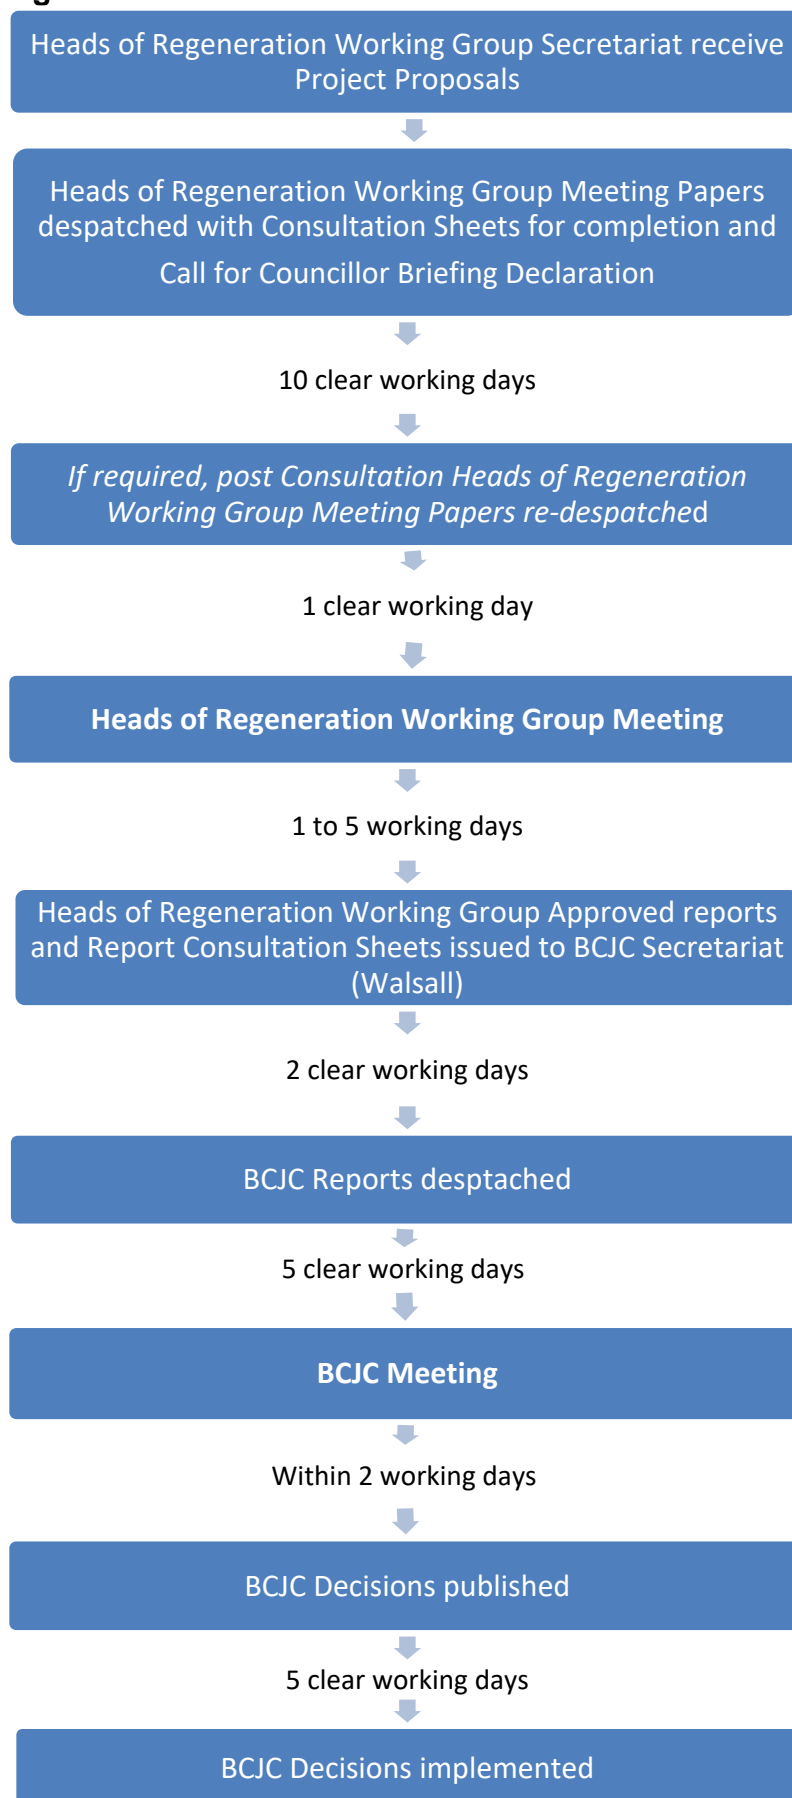 Heads of Regeneration Working Group Secretariat receive
Project Proposals
Heads of Regeneration Working Group Meeting Papers
despatched with Consultation Sheets for completion and
Call for Councillor Briefing Declaration
10 clear working days
If required, post Consultation Heads of Regeneration
Working Group Meeting Papers re-despatched
1 clear working day
Heads of Regeneration Working Group Meeting
1 to 5 working days
Heads of Regeneration Working Group Approved reports
and Report Consultation Sheets issued to BCJC Secretariat
(Walsall)
2 clear working days
BCJC Reports desptached
5 clear working days
BCJC Meeting
Within 2 working days
BCJC Decisions published
5 clear working days
BCJC Decisions implemented